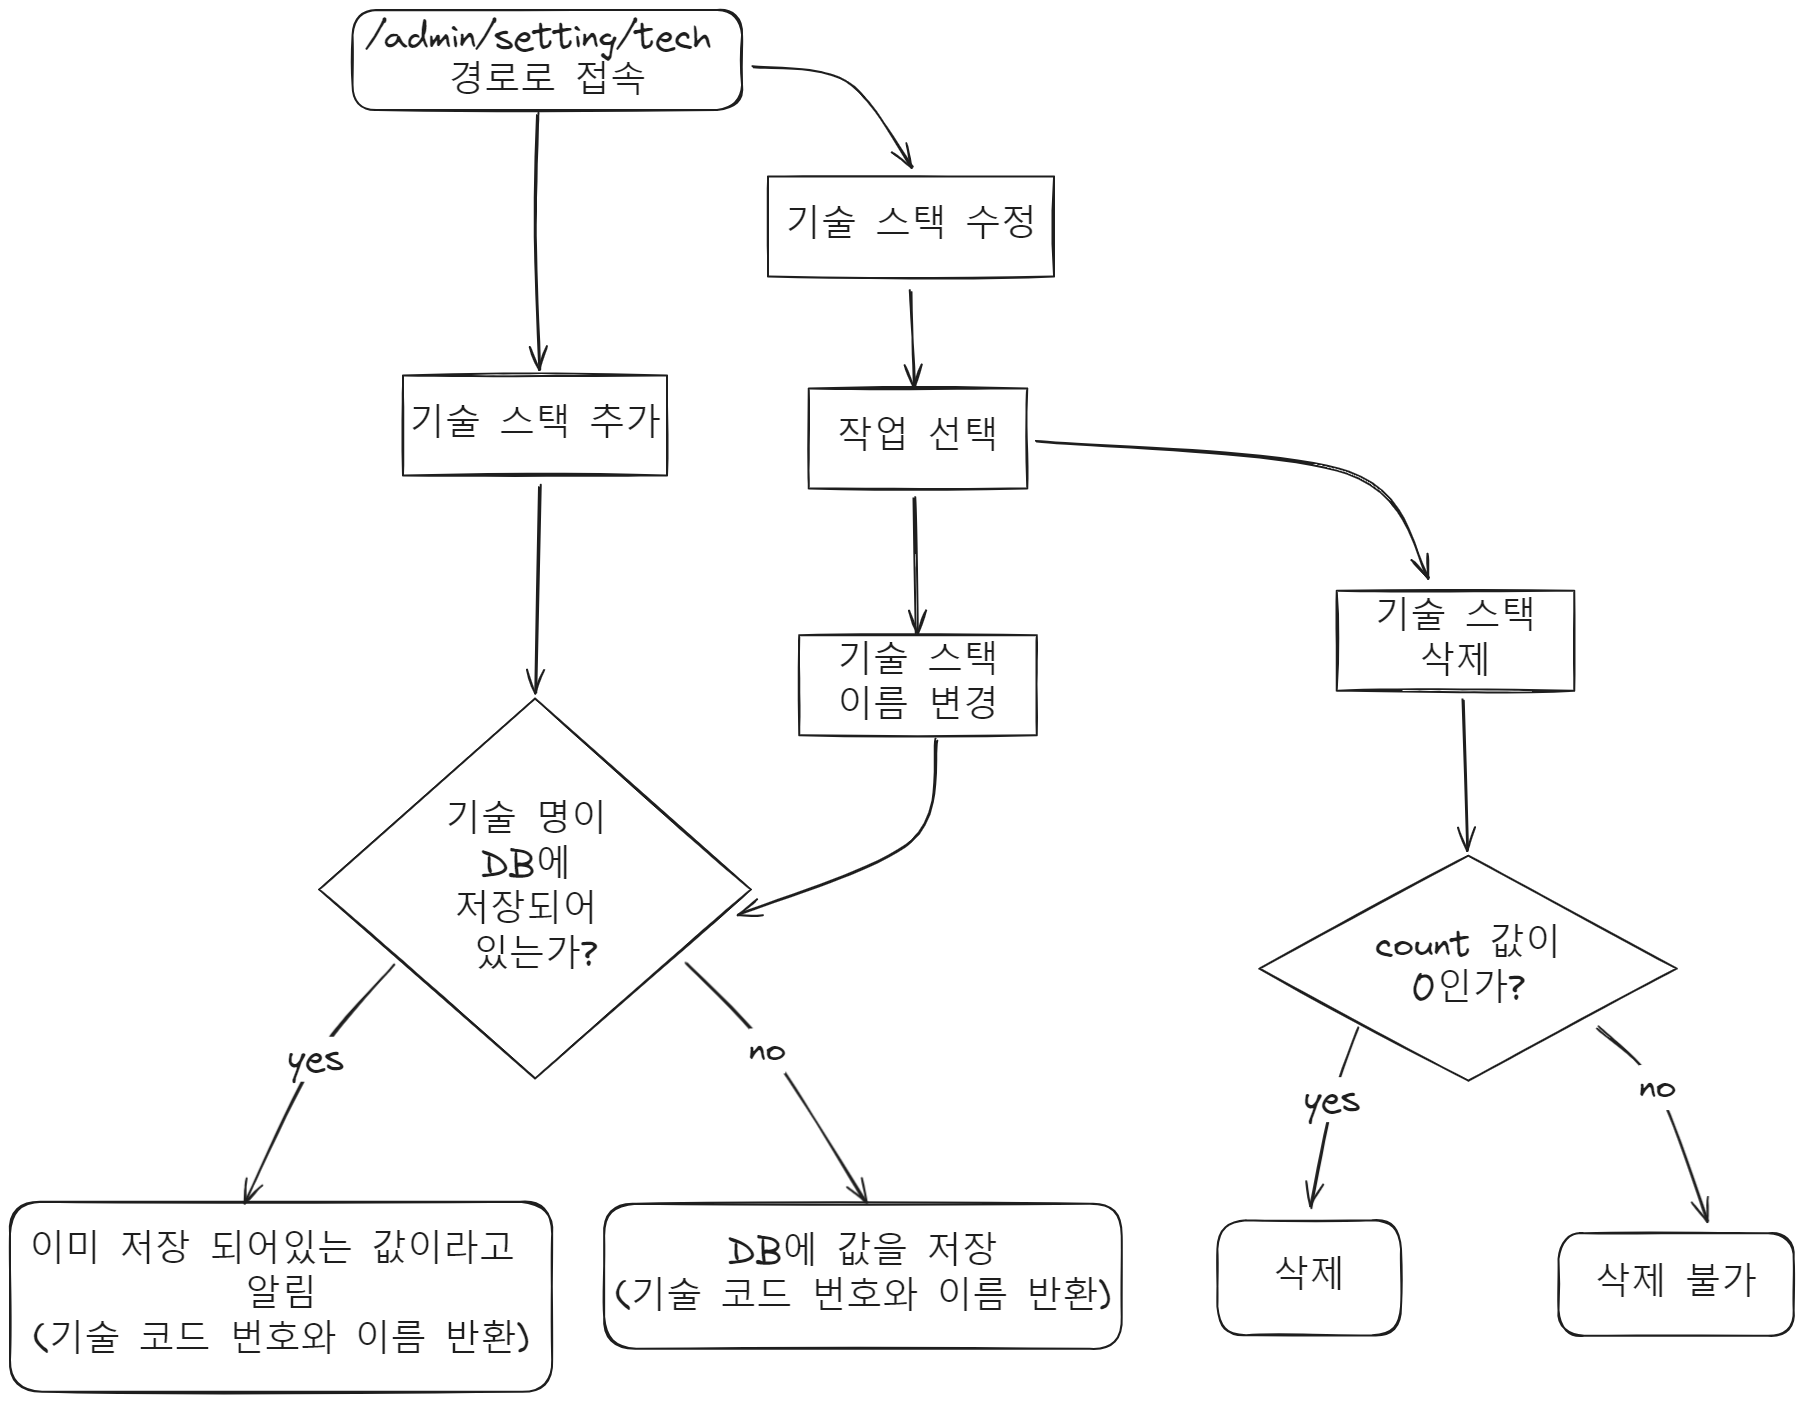 /admin/setting/tech
경로로 접속
기술 스택 수정
기술 스택 추가
작업 선택
기술 스택
이름 변경
기술 스택
삭제
기술 명이
DB에
저장되어
있는가?
count 값이
0인가?
yes
no
yes
no
이미 저장 되어있는 값이라고
알림
(기술 코드 번호와 이름 반환)
DB에 값을 저장
(기술 코드 번호와 이름 반환)
삭제
삭제 불가